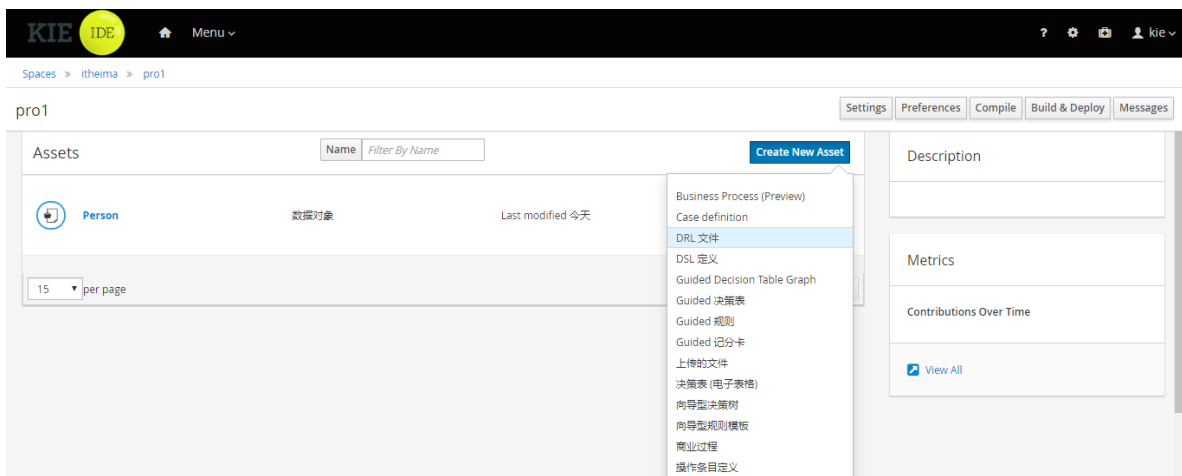 KIE IDE Menu ? kie
Spaces » itheima » pro1
pro1 Settings Preferences Compile Build & Deploy Messages
Assets Name Filter By Name Create New Asset
Description
Person 数据对象 Last modified 今天
Business Process (Preview)
Case definition
DRL 文件
DSL 定义
Guided Decision Table Graph
Guided 决策表
Guided 规则
Guided 记分卡
上传的文件
决策表 (电子表格)
向导型决策树
向导型规则模板
商业过程
操作条目定义
15 per page
Metrics
Contributions Over Time
View All